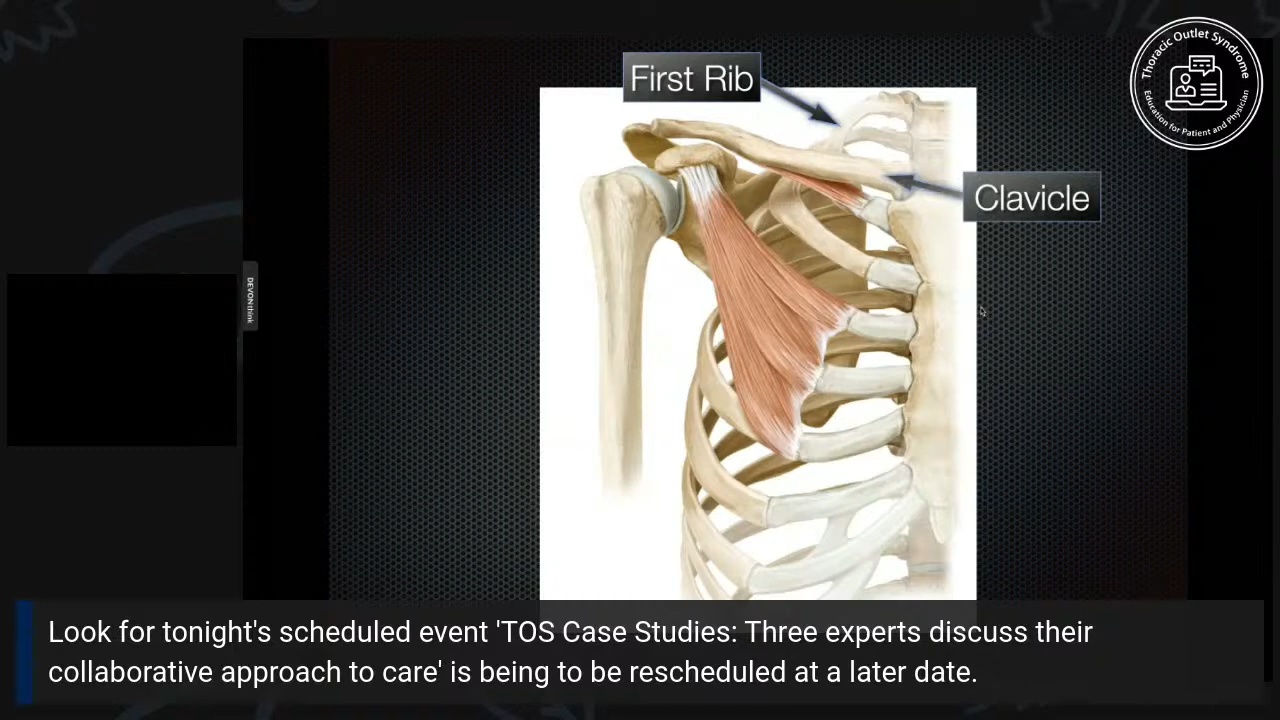 First Rib
Thoracic Outlet Syndrome
Education for Patient and Physician
Clavicle
DEVONthink
Look for tonight's scheduled event 'TOS Case Studies: Three experts discuss their
collaborative approach to care' is being to be rescheduled at a later date.